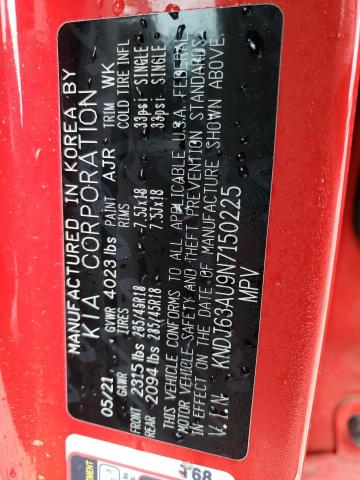 MANUFACTURED IN KOREA BY
KIA CORPORATION
05/21 GVWR 4023 lbs PAINT AJR TRIM WK
GAWR TIRES RIMS COLD TIRE INFL
FRONT 2315 lbs 235/45R18 -7.5JX18 33psi SINGLE
REAR 2094 lbs 235/45R18 -7.5JX18 33psi SINGLE
THIS VEHICLE CONFORMS TO ALL APPLICABLE U.S.A. FEDERAL
VEHICLE-SAFETY AND THEFT PREVENTION STANDARDS
IN EFFECT ON THE DATE OF MANUFACTURE SHOWN ABOVE.
V.I.N: KNDJ63AU9N7150225
MPV
168